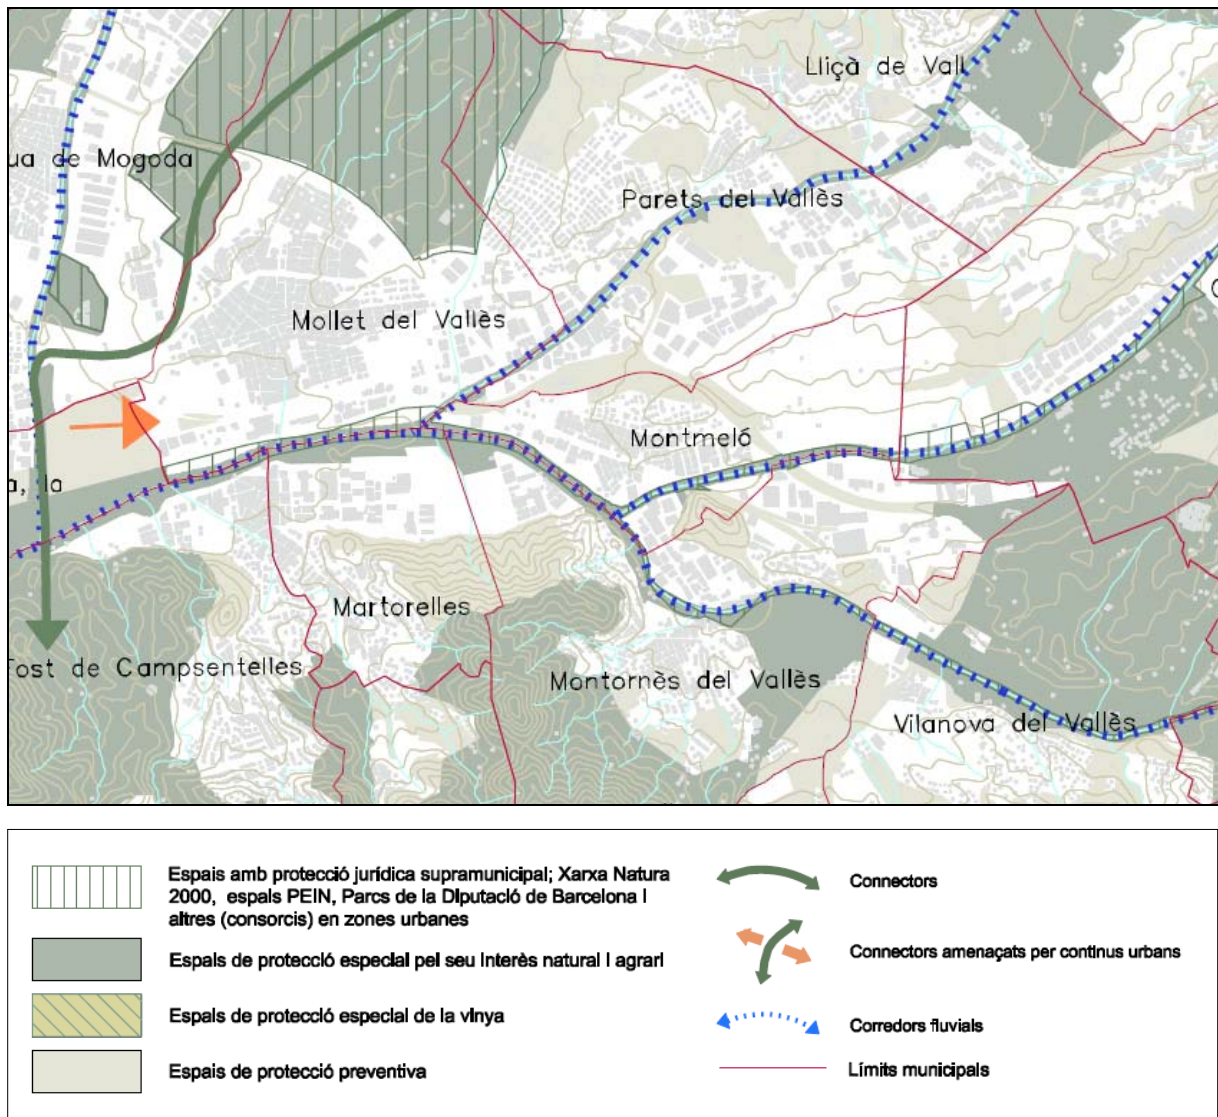 Lliçà de Vall
ua de Mogoda
Parets del Vallès
Mollet del Vallès
Montmeló
a, la
Martorelles
Fost de Campsentelles
Montornès del Vallès
Vilanova del Vallès
Espais amb protecció jurídica supramunicipal; Xarxa Natura
2000, espais PEIN, Parcs de la Diputació de Barcelona i
altres (consorcis) en zones urbanes
Espais de protecció especial pel seu interès natural i agrari
Espais de protecció especial de la vinya
Espais de protecció preventiva
Connectors
Connectors amenaçats per continus urbans
Corredors fluvials
Límits municipals